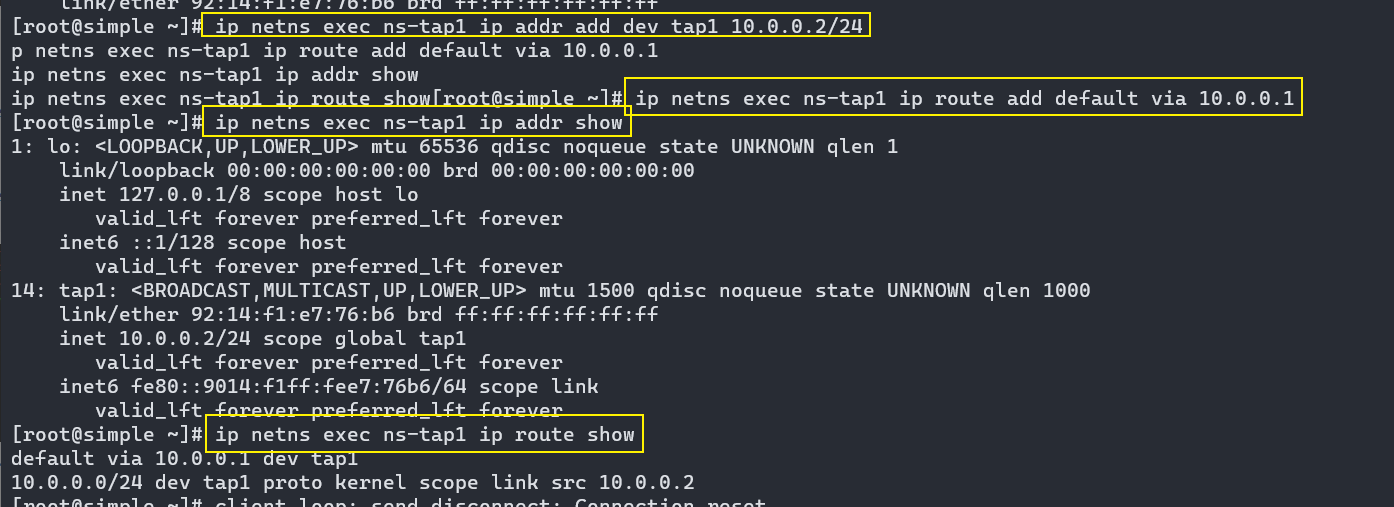 link/ether 92:14:f1:e7:76:b6 brd ff:ff:ff:ff:ff:ff
[root@simple ~]# ip netns exec ns-tap1 ip addr add dev tap1 10.0.0.2/24
p netns exec ns-tap1 ip route add default via 10.0.0.1
ip netns exec ns-tap1 ip addr show
ip netns exec ns-tap1 ip route show[root@simple ~]# ip netns exec ns-tap1 ip route add default via 10.0.0.1
[root@simple ~]# ip netns exec ns-tap1 ip addr show
1: lo: <LOOPBACK,UP,LOWER_UP> mtu 65536 qdisc noqueue state UNKNOWN qlen 1
    link/loopback 00:00:00:00:00:00 brd 00:00:00:00:00:00
    inet 127.0.0.1/8 scope host lo
       valid_lft forever preferred_lft forever
    inet6 ::1/128 scope host
       valid_lft forever preferred_lft forever
14: tap1: <BROADCAST,MULTICAST,UP,LOWER_UP> mtu 1500 qdisc noqueue state UNKNOWN qlen 1000
    link/ether 92:14:f1:e7:76:b6 brd ff:ff:ff:ff:ff:ff
    inet 10.0.0.2/24 scope global tap1
       valid_lft forever preferred_lft forever
    inet6 fe80::9014:f1ff:fee7:76b6/64 scope link
       valid_lft forever preferred_lft forever
[root@simple ~]# ip netns exec ns-tap1 ip route show
default via 10.0.0.1 dev tap1
10.0.0.0/24 dev tap1 proto kernel scope link src 10.0.0.2
[root@simple ~]# client_loop: send disconnect: Connection reset